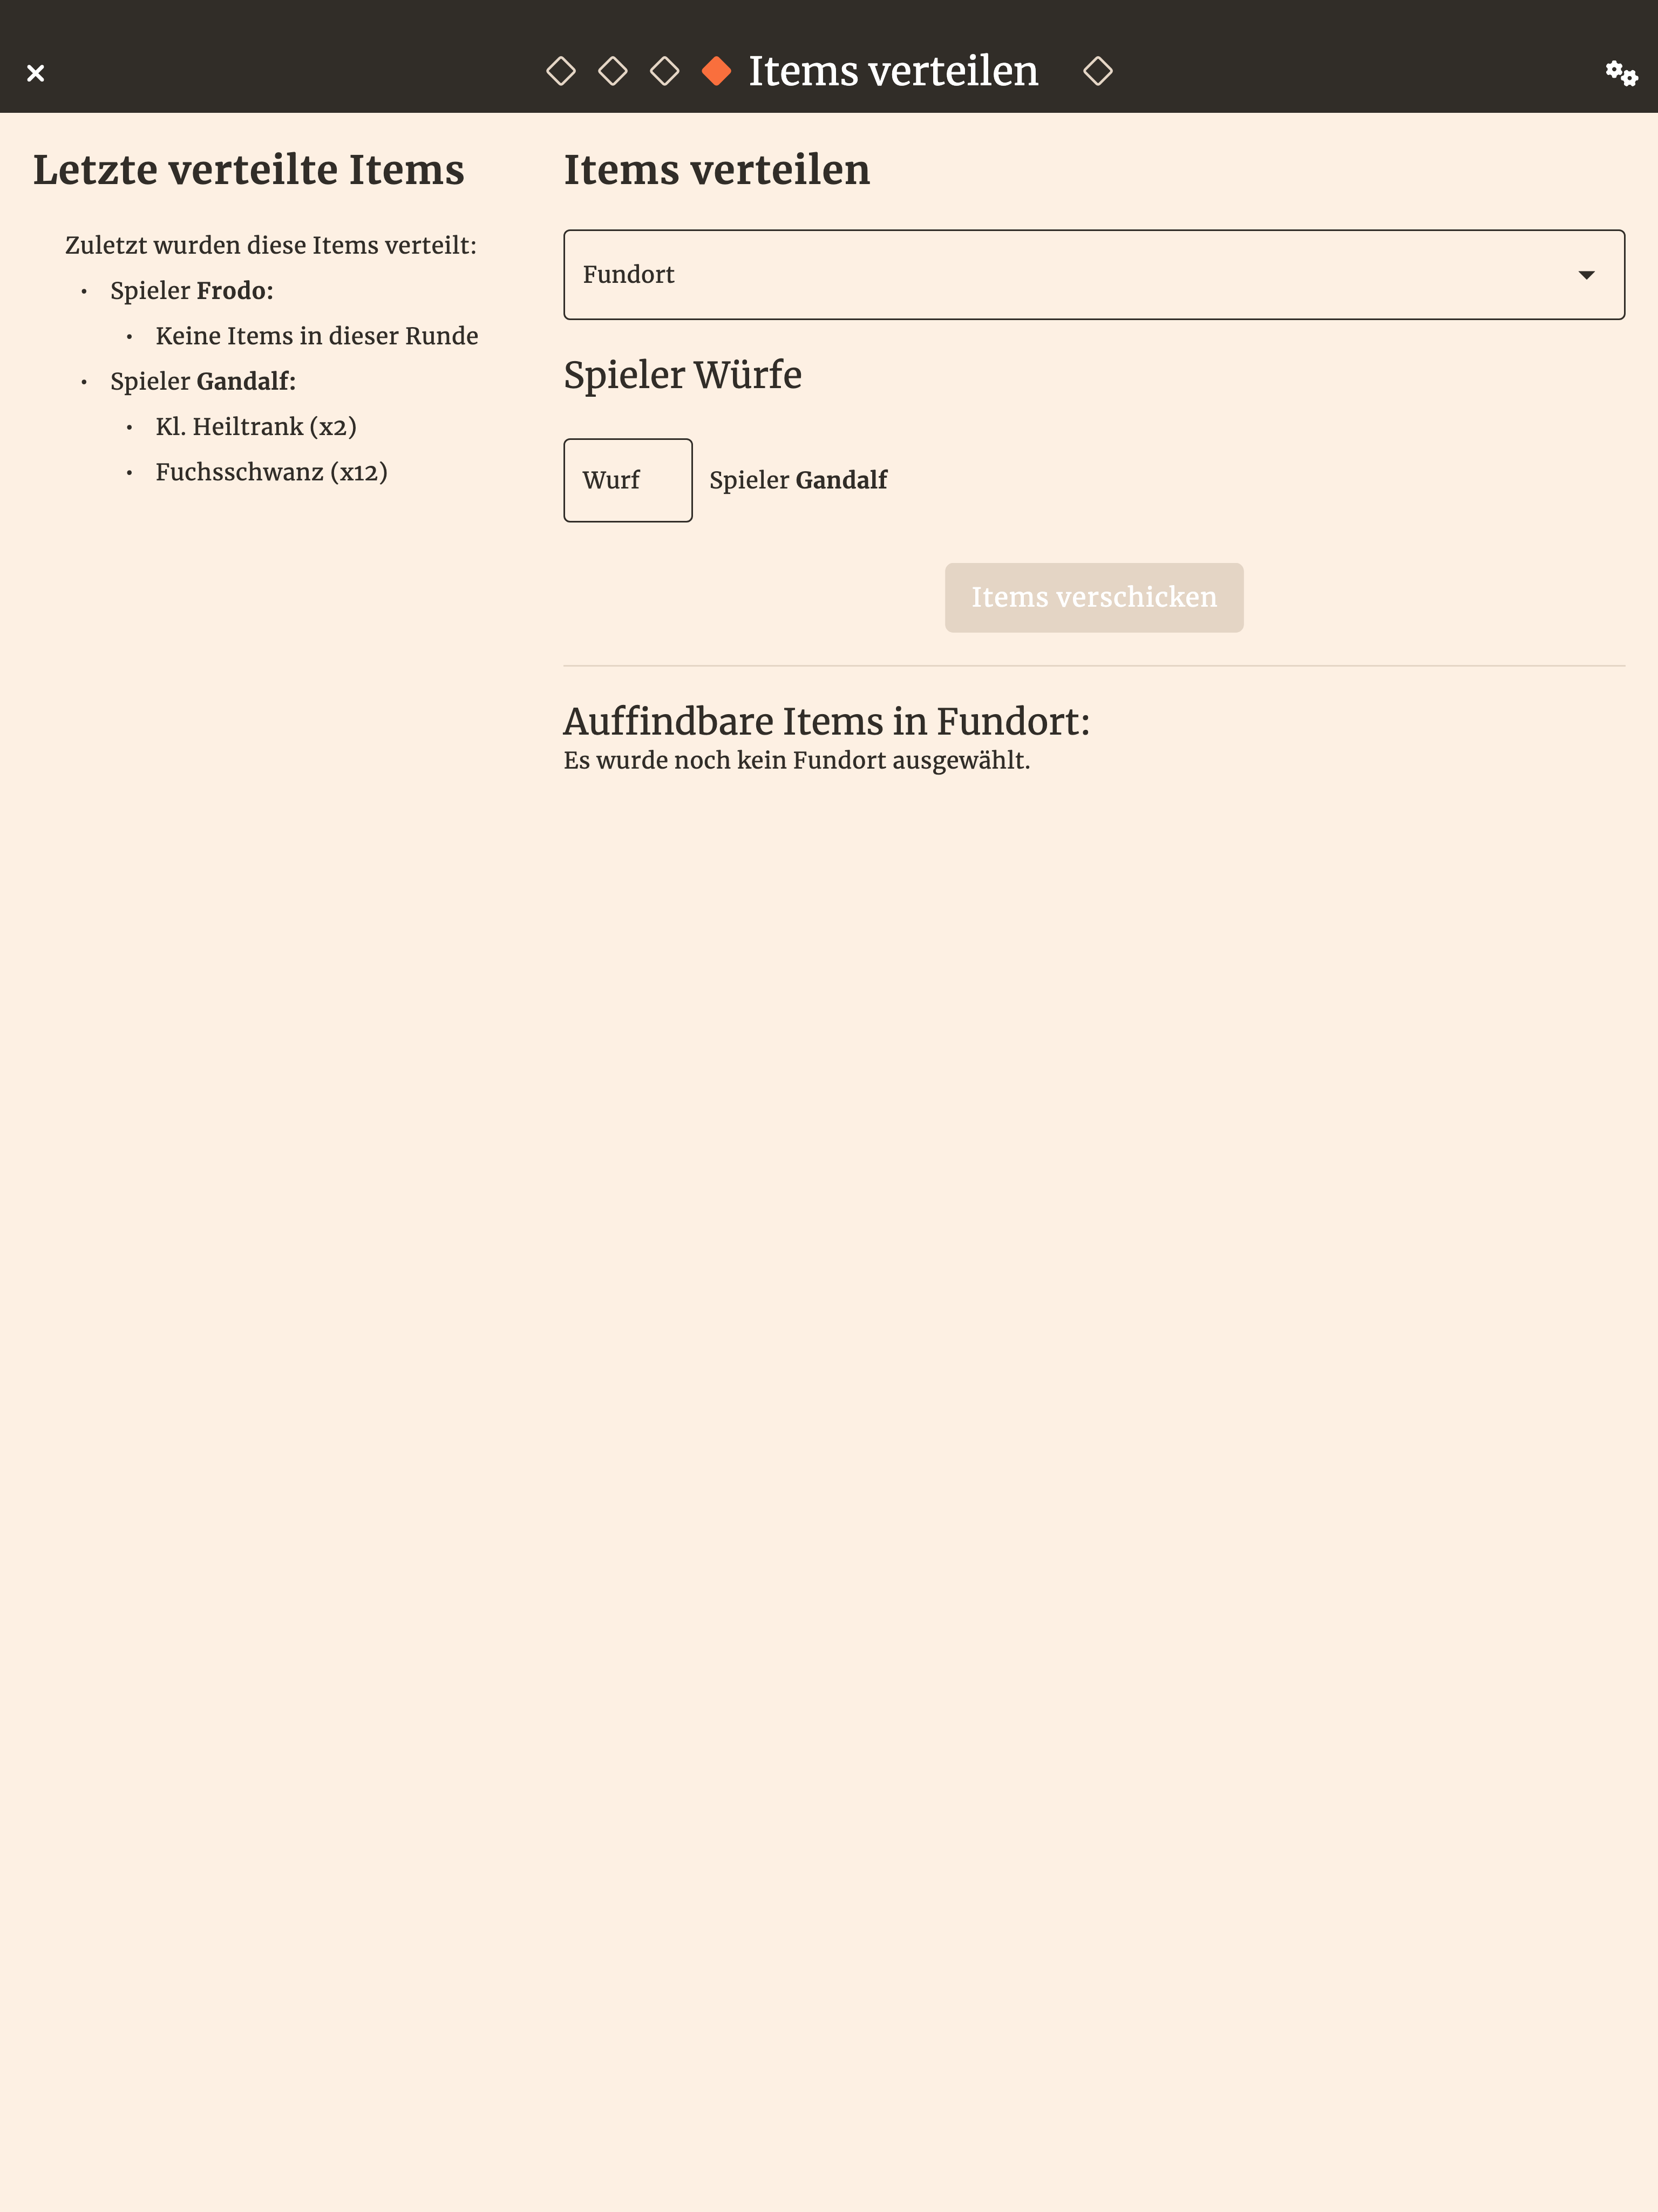 Items verteilen
Letzte verteilte Items
Zuletzt wurden diese Items verteilt:
• Spieler Frodo:
• Keine Items in dieser Runde
• Spieler Gandalf:
• Kl. Heiltrank (x2)
• Fuchsschwanz (x12)
Items verteilen
Fundort
Spieler Würfe
Wurf Spieler Gandalf
Items verschicken
Auffindbare Items in Fundort:
Es wurde noch kein Fundort ausgewählt.